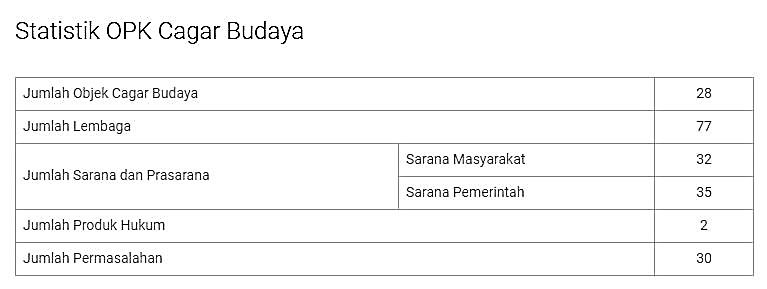 Statistik OPK Cagar Budaya
Jumlah Objek Cagar Budaya 28
Jumlah Lembaga 77
Jumlah Sarana dan Prasarana Sarana Masyarakat 32
Sarana Pemerintah 35
Jumlah Produk Hukum 2
Jumlah Permasalahan 30